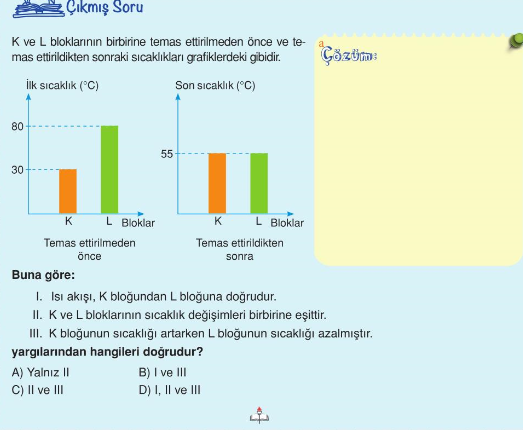 Çıkmış Soru
K ve L bloklarının birbirine temas ettirilmeden önce ve te-
mas ettirildikten sonraki sıcaklıkları grafiklerdeki gibidir.
Çözüm:
İlk sıcaklık (°C)
80
30
K
L
Bloklar
Temas ettirilmeden
önce
Son sıcaklık (°C)
55
K
L
Bloklar
Temas ettirildikten
sonra
Buna göre:
I. Isı akışı, K bloğundan L bloğuna doğrudur.
II. K ve L bloklarının sıcaklık değişimleri birbirine eşittir.
III. K bloğunun sıcaklığı artarken L bloğunun sıcaklığı azalmıştır.
yargılarından hangileri doğrudur?
A) Yalnız II
B) I ve III
C) II ve III
D) I, II ve III